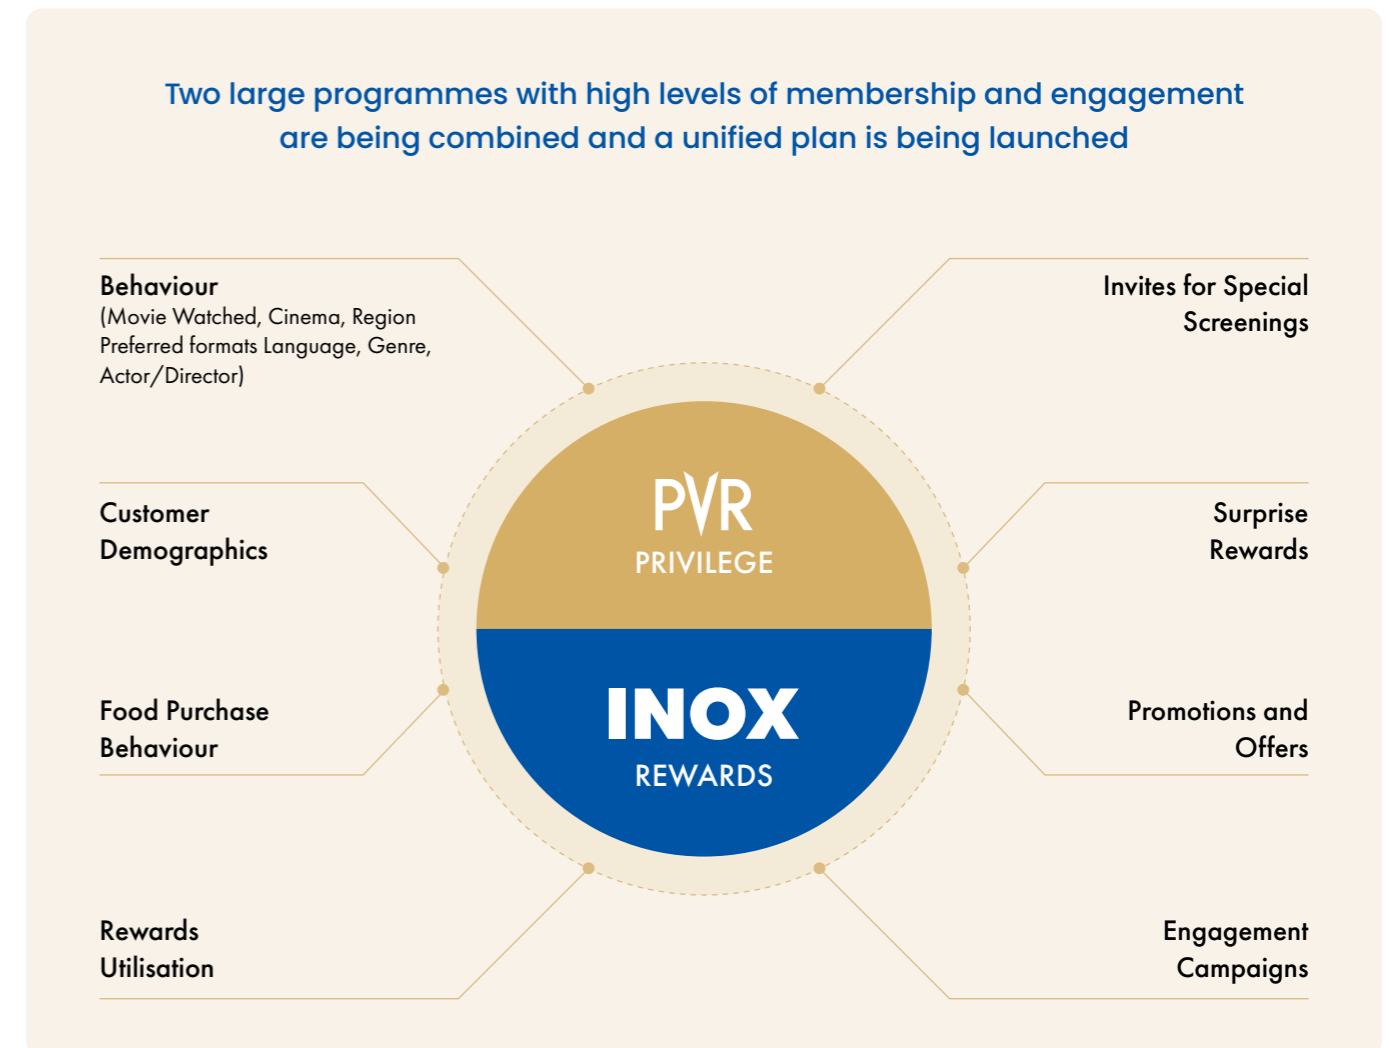 Two large programmes with high levels of membership and engagement
are being combined and a unified plan is being launched
Behaviour
(Movie Watched, Cinema, Region
Preferred formats Language, Genre,
Actor/Director)
Customer
Demographics
Food Purchase
Behaviour
Rewards
Utilisation
PVR
PRIVILEGE
INOX
REWARDS
Invites for Special
Screenings
Surprise
Rewards
Promotions and
Offers
Engagement
Campaigns